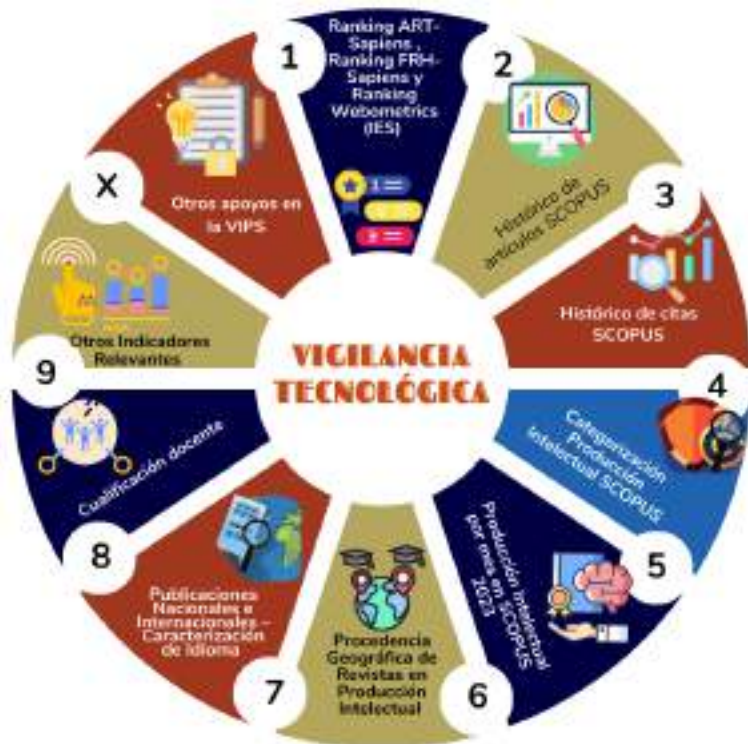 VIGILANCIA
TECNOLÓGICA
1
Ranking ART-
Sapiens ,
Ranking FRH-
Sapiens y
Ranking
Webometrics
(IES)
2
Histórico de
artículos SCOPUS
3
Histórico de citas
SCOPUS
4
Categorización
Producción
Intelectual SCOPUS
5
Producción Intelectual
por mes en SCOPUS
2023
6
Procedencia
Geográfica de
Revistas en
Producción
Intelectual
7
Publicaciones
Nacionales e
Internacionales –
Caracterización
de Idioma
8
Cualificación docente
9
Otros Indicadores
Relevantes
X
Otros apoyos en
la VIPS